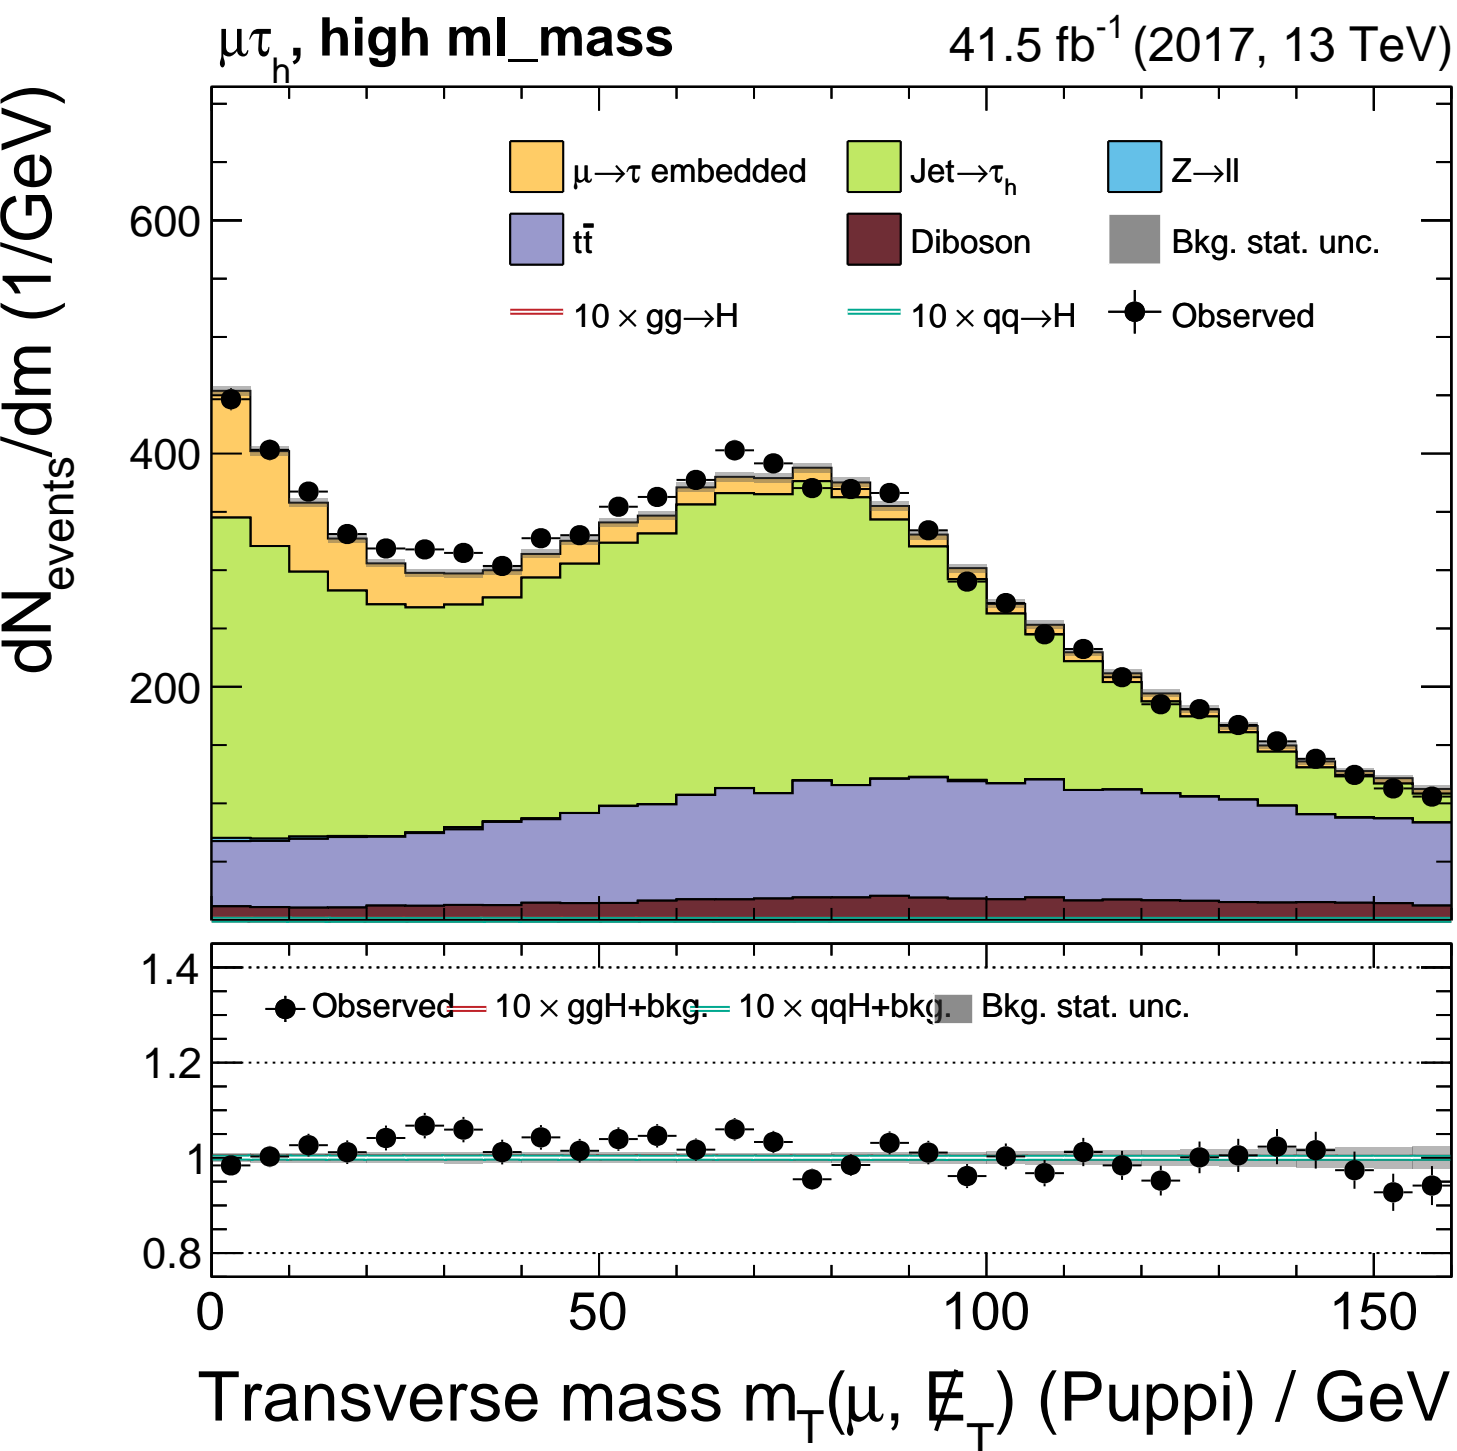 μτh, high ml_mass 41.5 fb-1 (2017, 13 TeV)
dNevents/dm (1/GeV)
μ→τ embedded Jet→τh Z→ll
tt̄ Diboson Bkg. stat. unc.
10 × gg→H 10 × qq→H Observed
600
400
200
1.4
Observed 10 × ggH+bkg. 10 × qqH+bkg. Bkg. stat. unc.
1.2
1
0.8
0 50 100 150
Transverse mass mT(μ, E̸T) (Puppi) / GeV